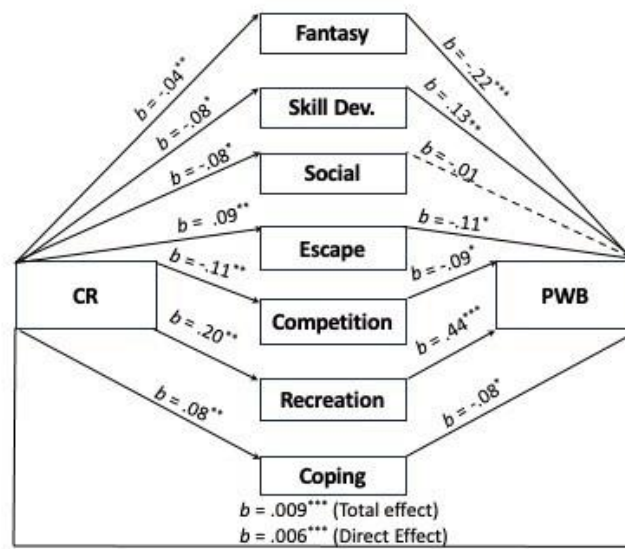 Fantasy
b = -.04**
b = -.22***
Skill Dev.
b = -.08*
b = .13**
Social
b = -.08*
b = -.01
Escape
b = .09**
b = -.11*
CR
b = -.11**
b = -.09*
PWB
Competition
b = .20**
b = .44***
Recreation
b = .08**
b = -.08*
Coping
b = .009*** (Total effect)
b = .006*** (Direct Effect)